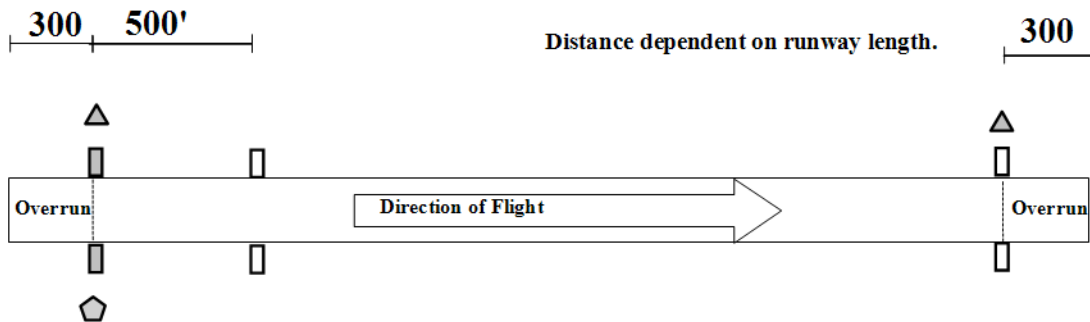 300 500' 300
Distance dependent on runway length.
Overrun Direction of Flight Overrun